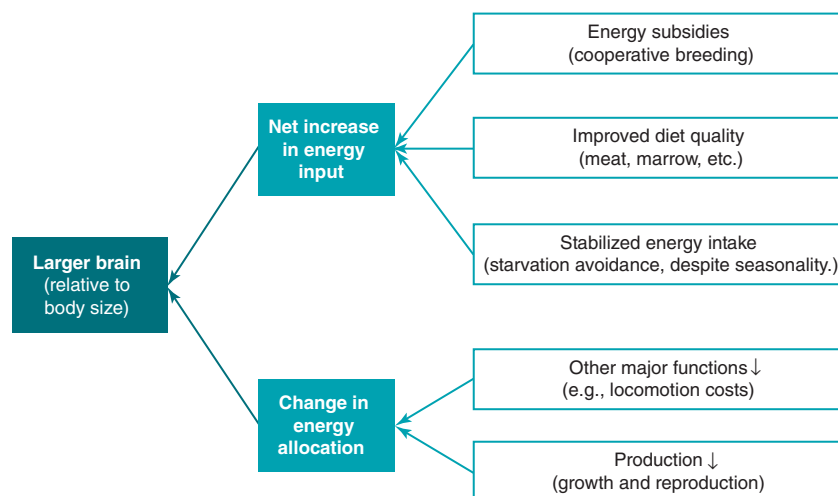 Energy subsidies
(cooperative breeding)
Net increase
in energy
input
Improved diet quality
(meat, marrow, etc.)
Stabilized energy intake
(starvation avoidance, despite seasonality.)
Larger brain
(relative to
body size)
Other major functions ↓
(e.g., locomotion costs)
Change in
energy
allocation
Production ↓
(growth and reproduction)